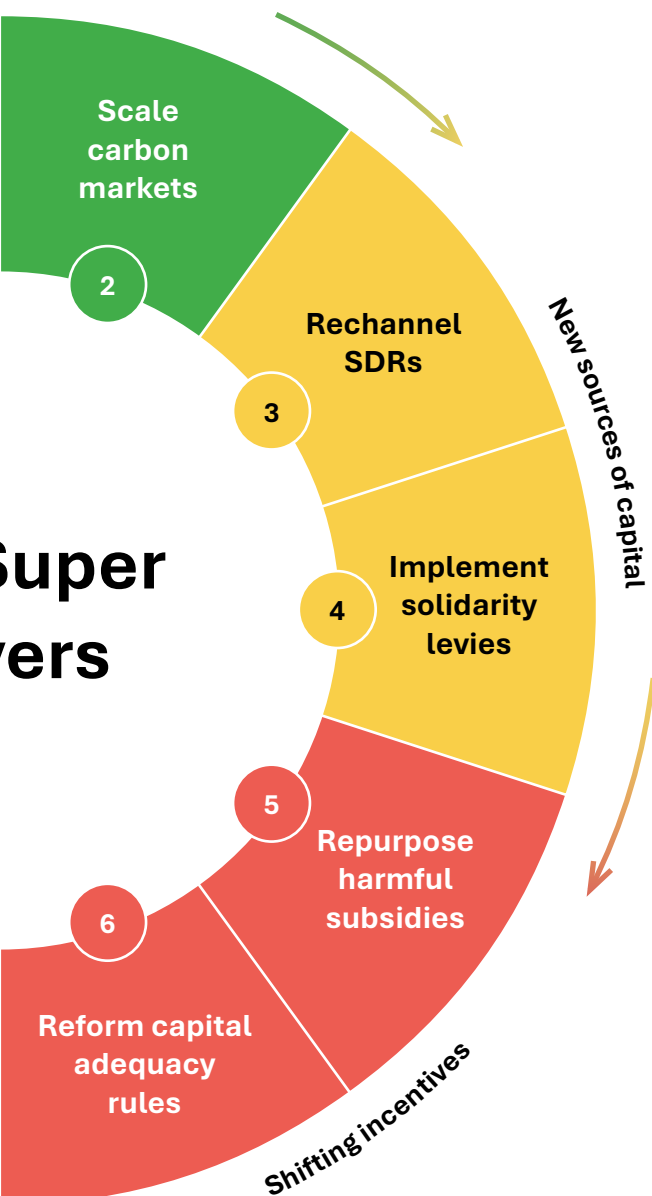 Scale
carbon
markets
2
Rechannel
SDRs
3
New sources of capital
Implement
solidarity
levies
4
Super
vers
5
Repurpose
harmful
subsidies
6
Reform capital
adequacy
rules
Shifting incentives